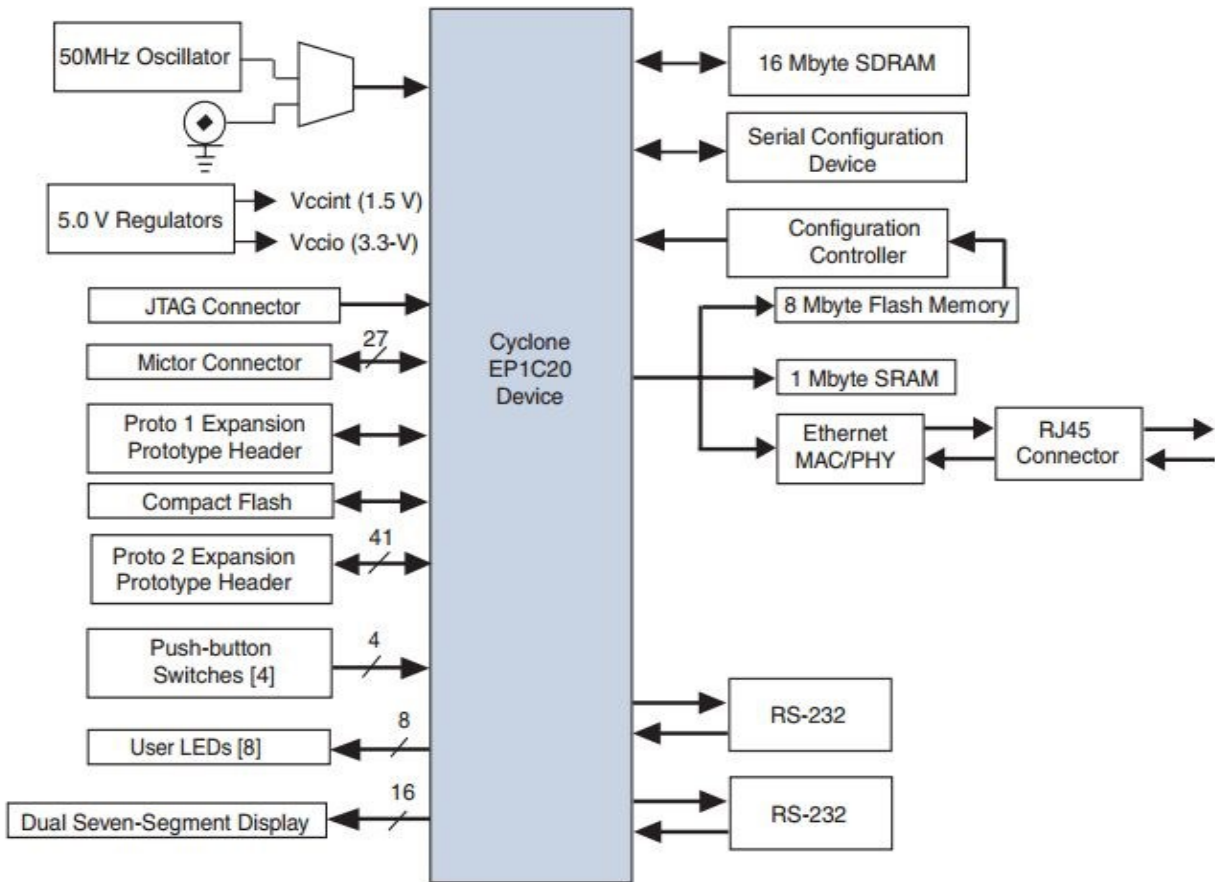 50MHz Oscillator
5.0 V Regulators
Vccint (1.5 V)
Vccio (3.3-V)
JTAG Connector
27
Mictor Connector
Proto 1 Expansion
Prototype Header
Compact Flash
41
Proto 2 Expansion
Prototype Header
4
Push-button
Switches [4]
8
User LEDs [8]
16
Dual Seven-Segment Display
Cyclone
EP1C20
Device
16 Mbyte SDRAM
Serial Configuration
Device
Configuration
Controller
8 Mbyte Flash Memory
1 Mbyte SRAM
Ethernet
MAC/PHY
RJ45
Connector
RS-232
RS-232